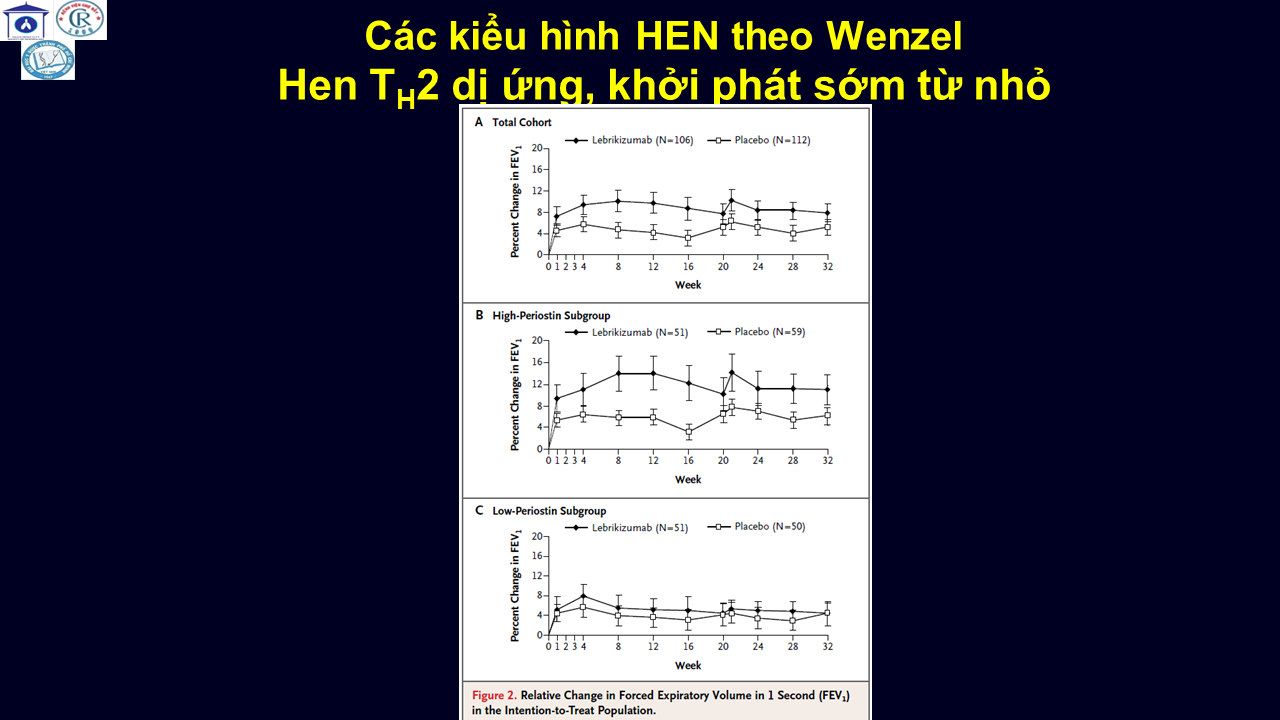 Các kiểu hình HEN theo Wenzel
Hen TH2 dị ứng, khởi phát sớm từ nhỏ
A Total Cohort
Lebrikizumab (N=106) Placebo (N=112)
Percent Change in FEV1
20
16
12
8
4
0
0 1 2 3 4 8 12 16 20 24 28 32
Week
B High-Periostin Subgroup
Lebrikizumab (N=51) Placebo (N=59)
Percent Change in FEV1
20
16
12
8
4
0
0 1 2 3 4 8 12 16 20 24 28 32
Week
C Low-Periostin Subgroup
Lebrikizumab (N=51) Placebo (N=50)
Percent Change in FEV1
20
16
12
8
4
0
0 1 2 3 4 8 12 16 20 24 28 32
Week
Figure 2. Relative Change in Forced Expiratory Volume in 1 Second (FEV1)
in the Intention-to-Treat Population.